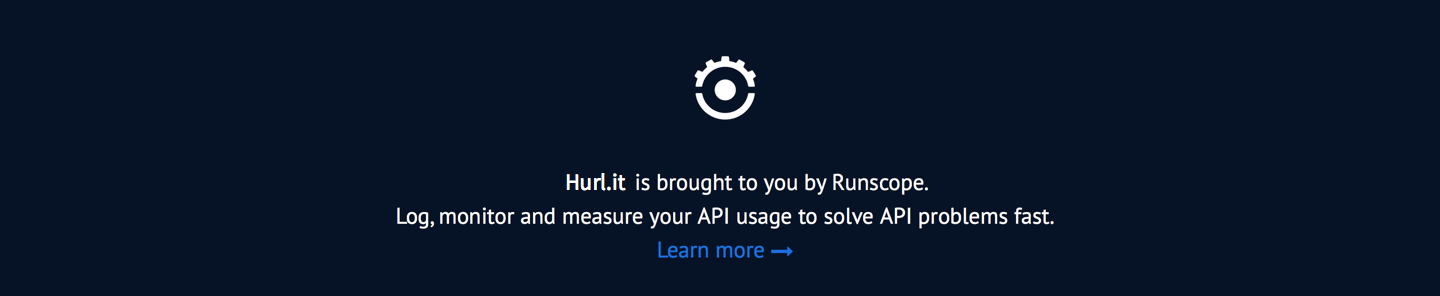 Hurl.it is brought to you by Runscope.
Log, monitor and measure your API usage to solve API problems fast.
Learn more →